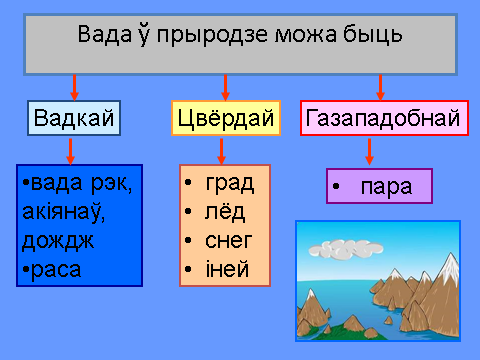 Вада ў прыродзе можа быць
Вадкай
Цвёрдай
Газападобнай
•вада рэк,
акіянаў,
дождж
•раса
• град
• лёд
• снег
• іней
• пара